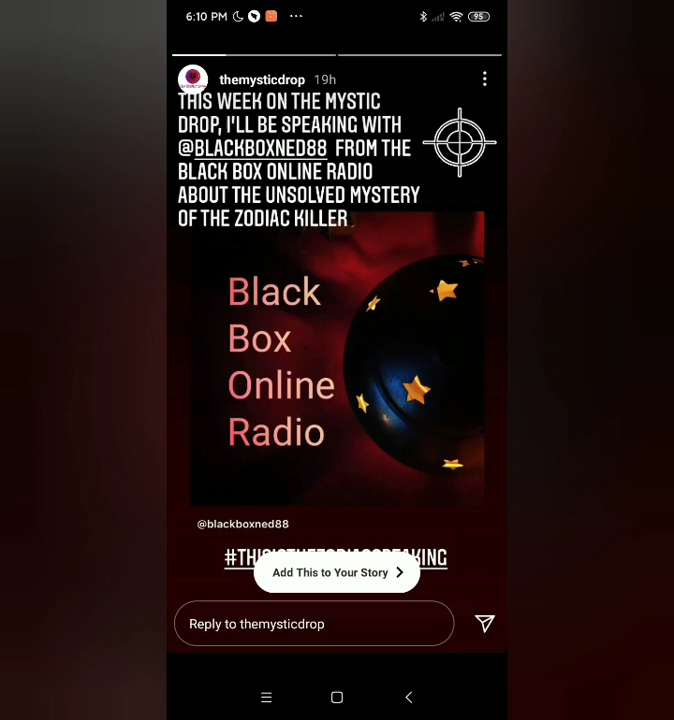 6:10 PM
95
themysticdrop 19h
THIS WEEK ON THE MYSTIC
DROP, I'LL BE SPEAKING WITH
@BLACKBOXNED88 FROM THE
BLACK BOX ONLINE RADIO
ABOUT THE UNSOLVED MYSTERY
OF THE ZODIAC KILLER
Black
Box
Online
Radio
@blackboxned88
Add This to Your Story
Reply to themysticdrop